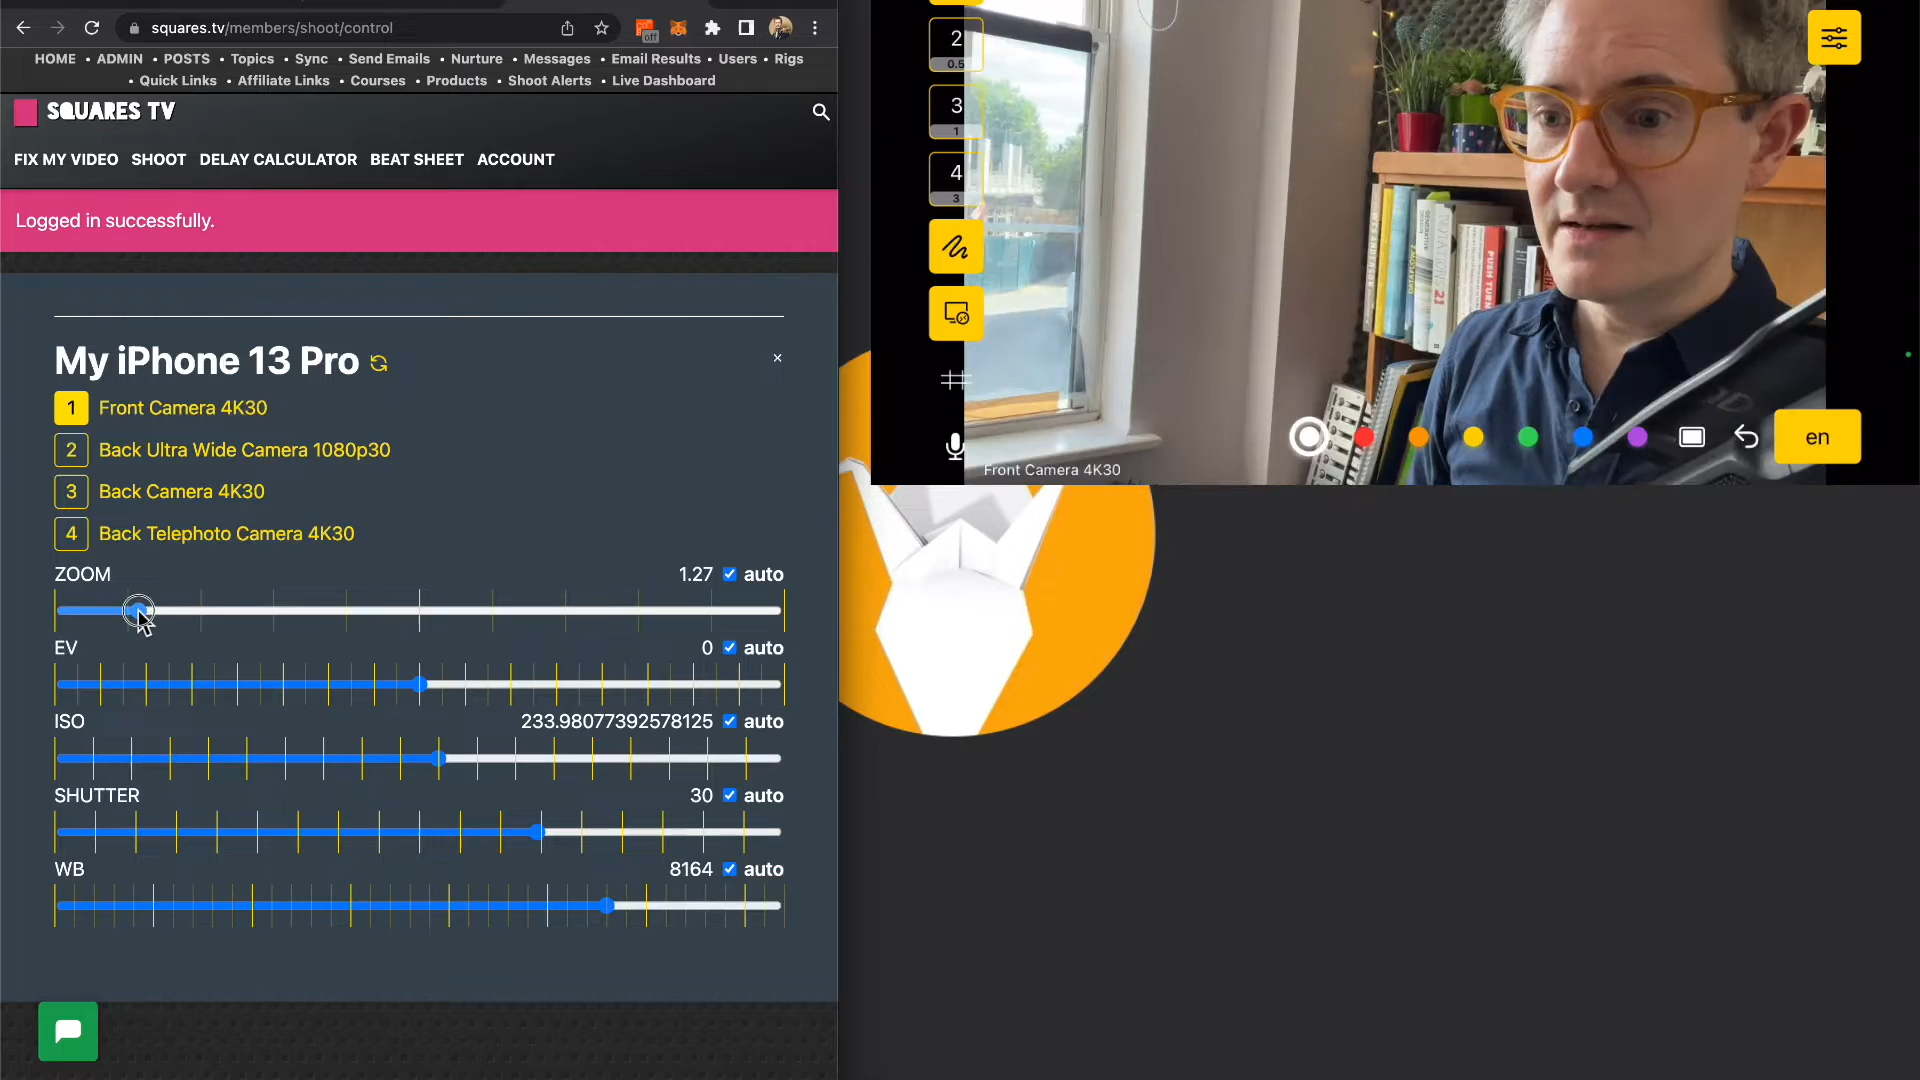 squares.tv/members/shoot/control
off
HOME • ADMIN • POSTS • Topics • Sync • Send Emails • Nurture • Messages • Email Results • Users • Rigs
• Quick Links • Affiliate Links • Courses • Products • Shoot Alerts • Live Dashboard
SQUARES TV
FIX MY VIDEO SHOOT DELAY CALCULATOR BEAT SHEET ACCOUNT
Logged in successfully.
My iPhone 13 Pro
×
1 Front Camera 4K30
2 Back Ultra Wide Camera 1080p30
3 Back Camera 4K30
4 Back Telephoto Camera 4K30
ZOOM 1.27 auto
EV 0 auto
ISO 233.98077392578125 auto
SHUTTER 30 auto
WB 8164 auto
2
0.5
3
1
4
3
PUSH TURN
21
en
Front Camera 4K30